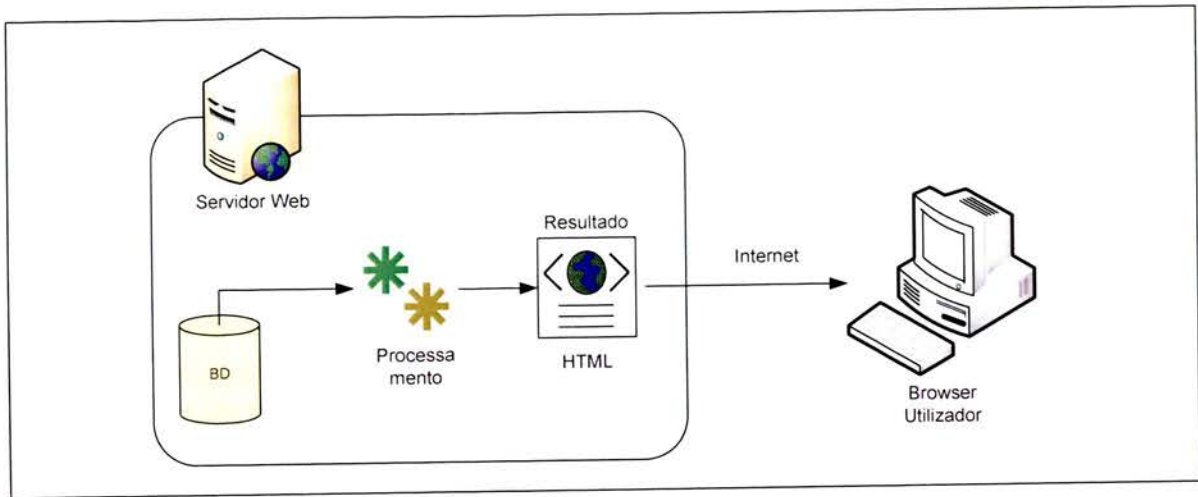 Servidor Web
Resultado
Internet
BD
Processa
mento
HTML
Browser
Utilizador